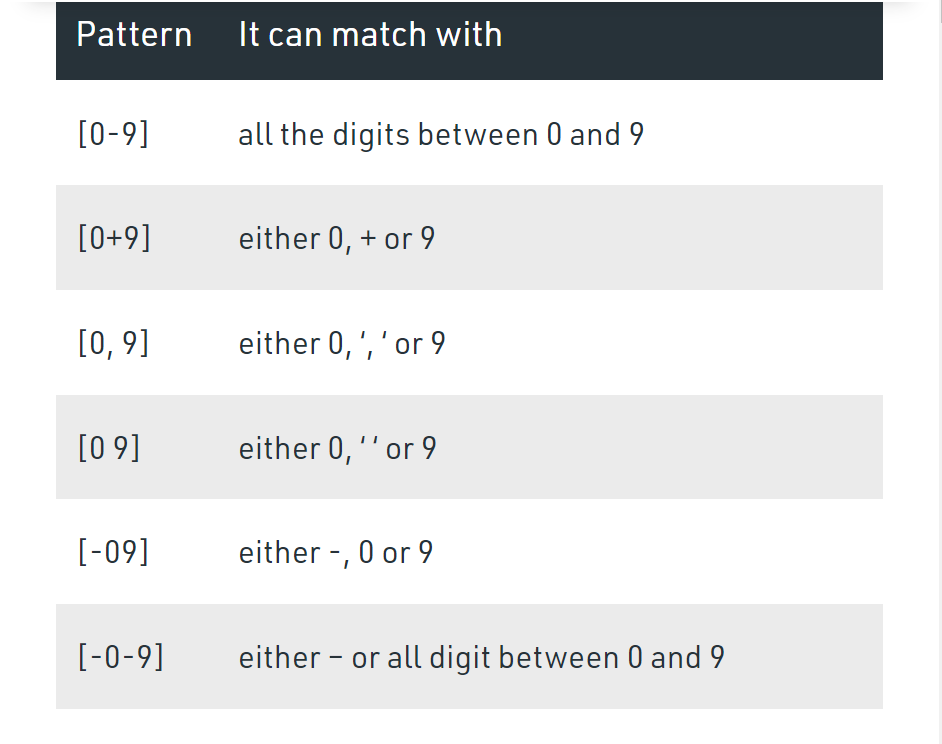 Pattern It can match with
[0-9] all the digits between 0 and 9
[0+9] either 0, + or 9
[0, 9] either 0, ‘, ‘ or 9
[0 9] either 0, ‘ ‘ or 9
[-09] either -, 0 or 9
[-0-9] either – or all digit between 0 and 9